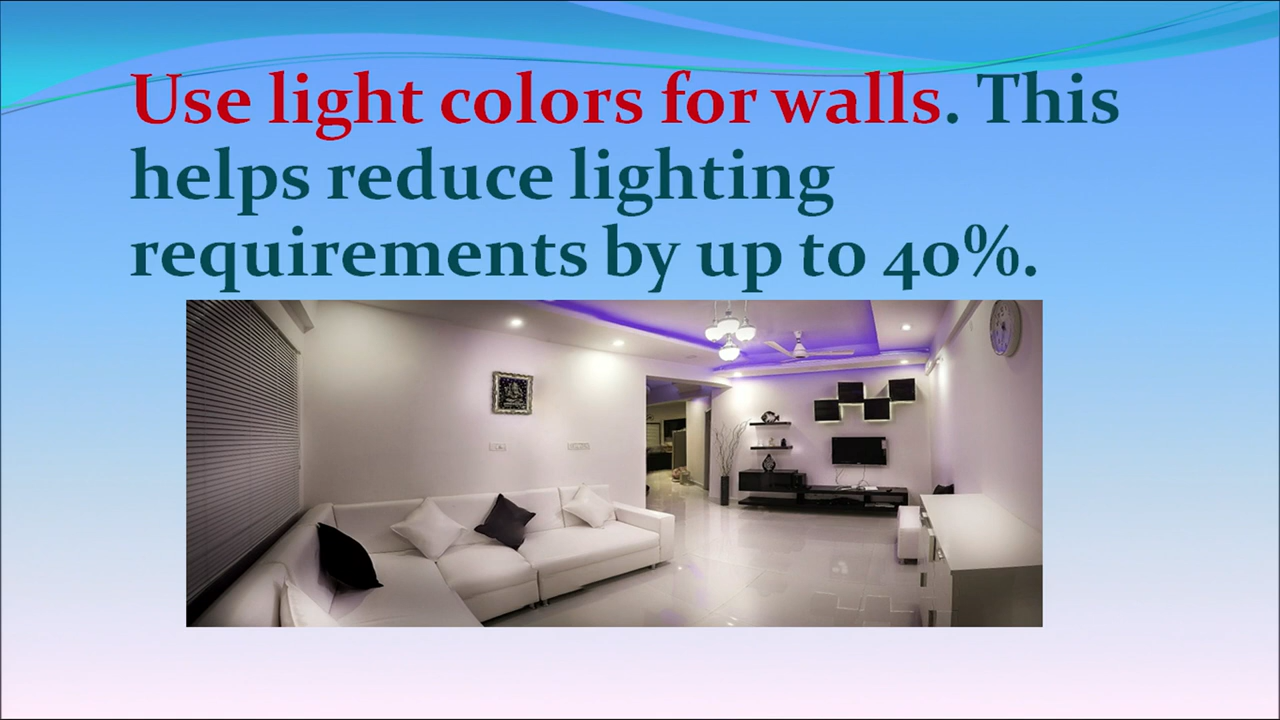 Use light colors for walls. This
helps reduce lighting
requirements by up to 40%.